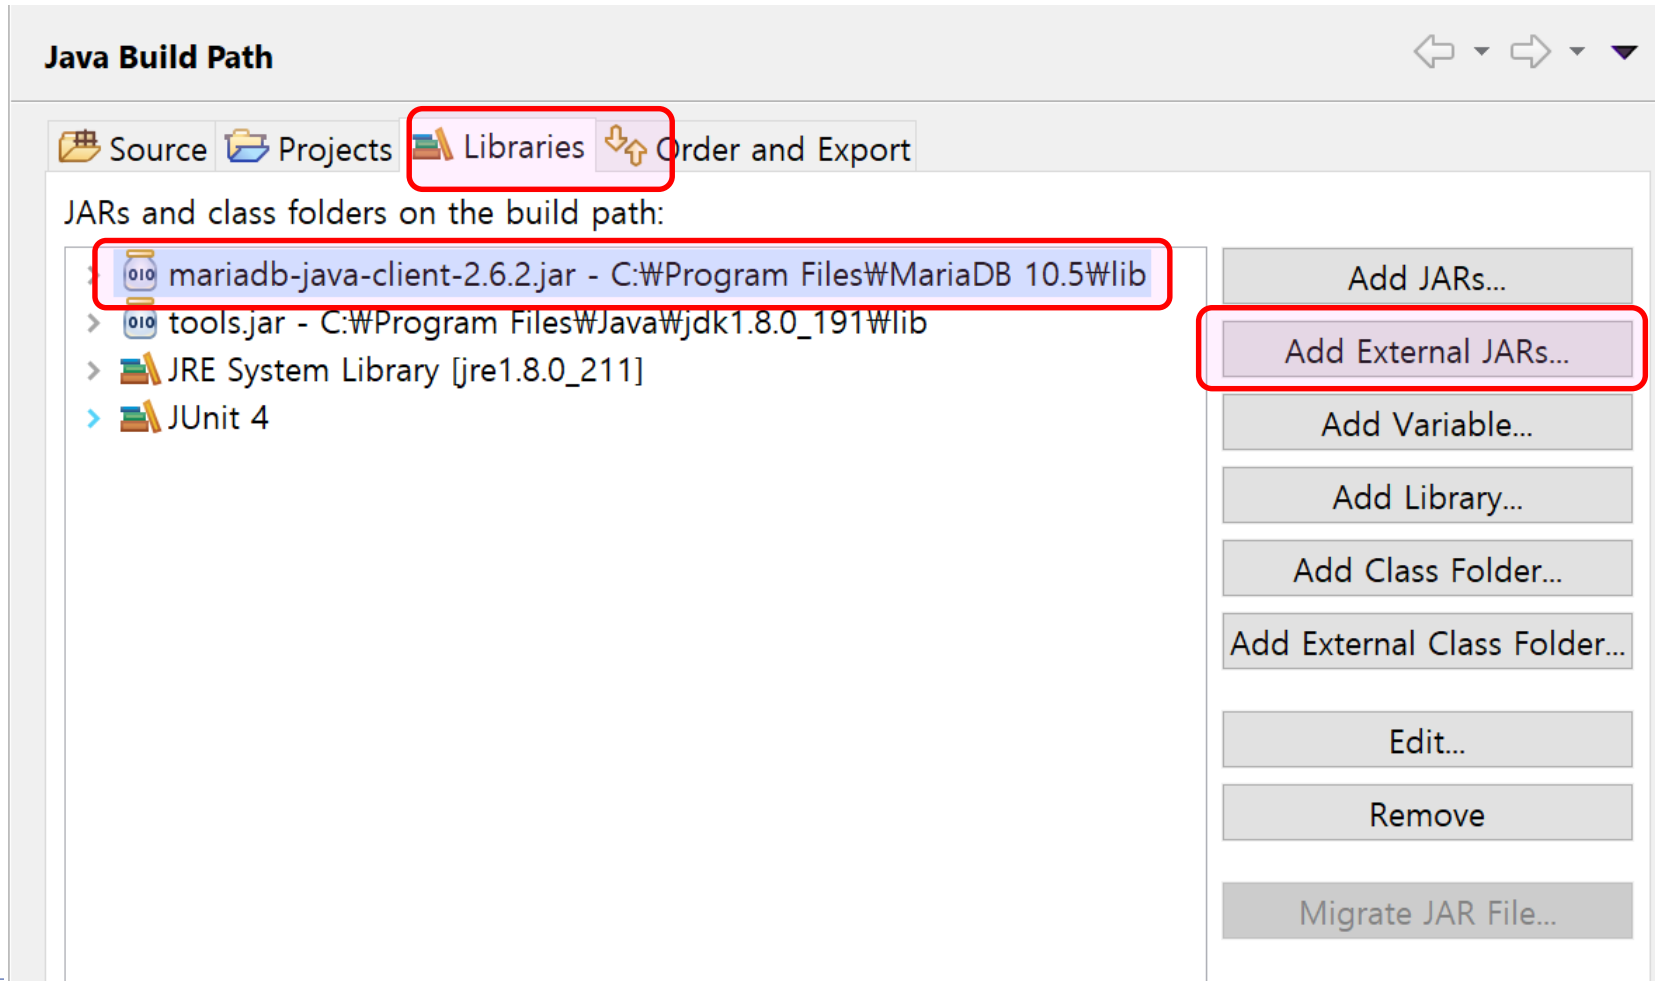 Java Build Path
Source Projects Libraries Order and Export
JARs and class folders on the build path:
mariadb-java-client-2.6.2.jar - C:₩Program Files₩MariaDB 10.5₩lib
tools.jar - C:₩Program Files₩Java₩jdk1.8.0_191₩lib
JRE System Library [jre1.8.0_211]
JUnit 4
Add JARs...
Add External JARs...
Add Variable...
Add Library...
Add Class Folder...
Add External Class Folder...
Edit...
Remove
Migrate JAR File...